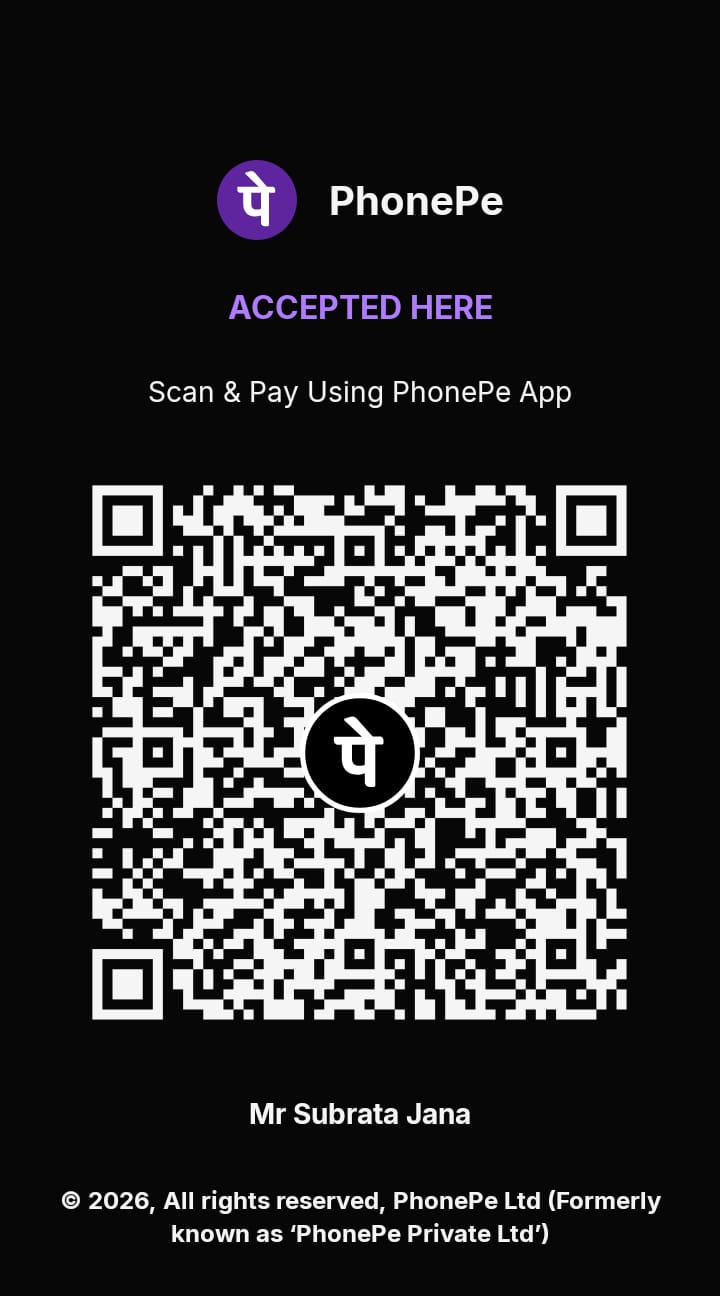 पे PhonePe
ACCEPTED HERE
Scan & Pay Using PhonePe App
पे
Mr Subrata Jana
© 2026, All rights reserved, PhonePe Ltd (Formerly
known as ‘PhonePe Private Ltd’)